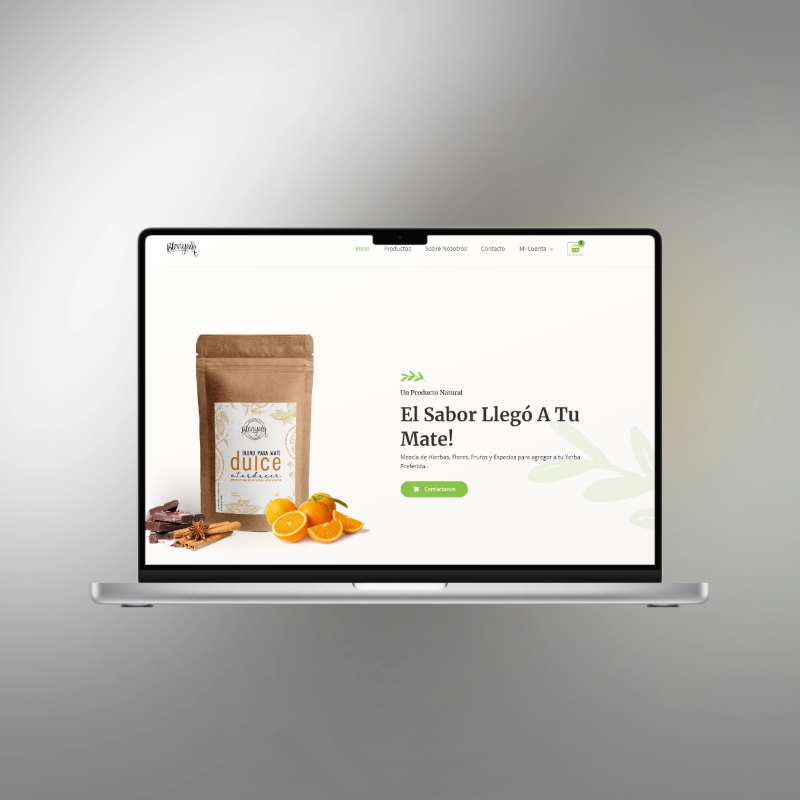 Inicio Productos Sobre Nosotros Contacto Mi Cuenta
Un Producto Natural
El Sabor Llegó A Tu
Mate!
Mezcla de Hierbas, Flores, Frutas y Especias para agregar a tu Yerba
Preferida.
Contactanos
BLEND PARA MATE
dulce
atardecer